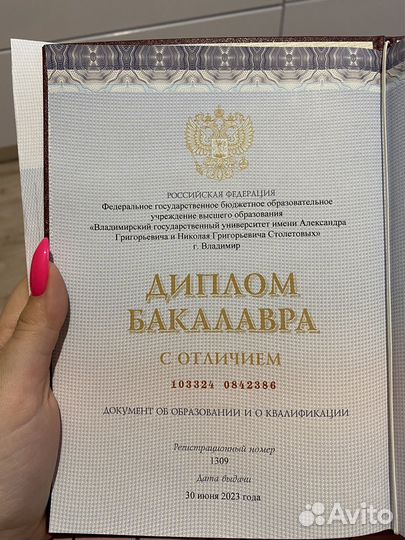 РОССИЙСКАЯ ФЕДЕРАЦИЯ
Федеральное государственное бюджетное образовательное
учреждение высшего образования
«Владимирский государственный университет имени Александра
Григорьевича и Николая Григорьевича Столетовых»
г. Владимир
ДИПЛОМ
БАКАЛАВРА
С ОТЛИЧИЕМ
103324 0842386
ДОКУМЕНТ ОБ ОБРАЗОВАНИИ И О КВАЛИФИКАЦИИ
Регистрационный номер
1309
Дата выдачи
30 июня 2023 года
Avito